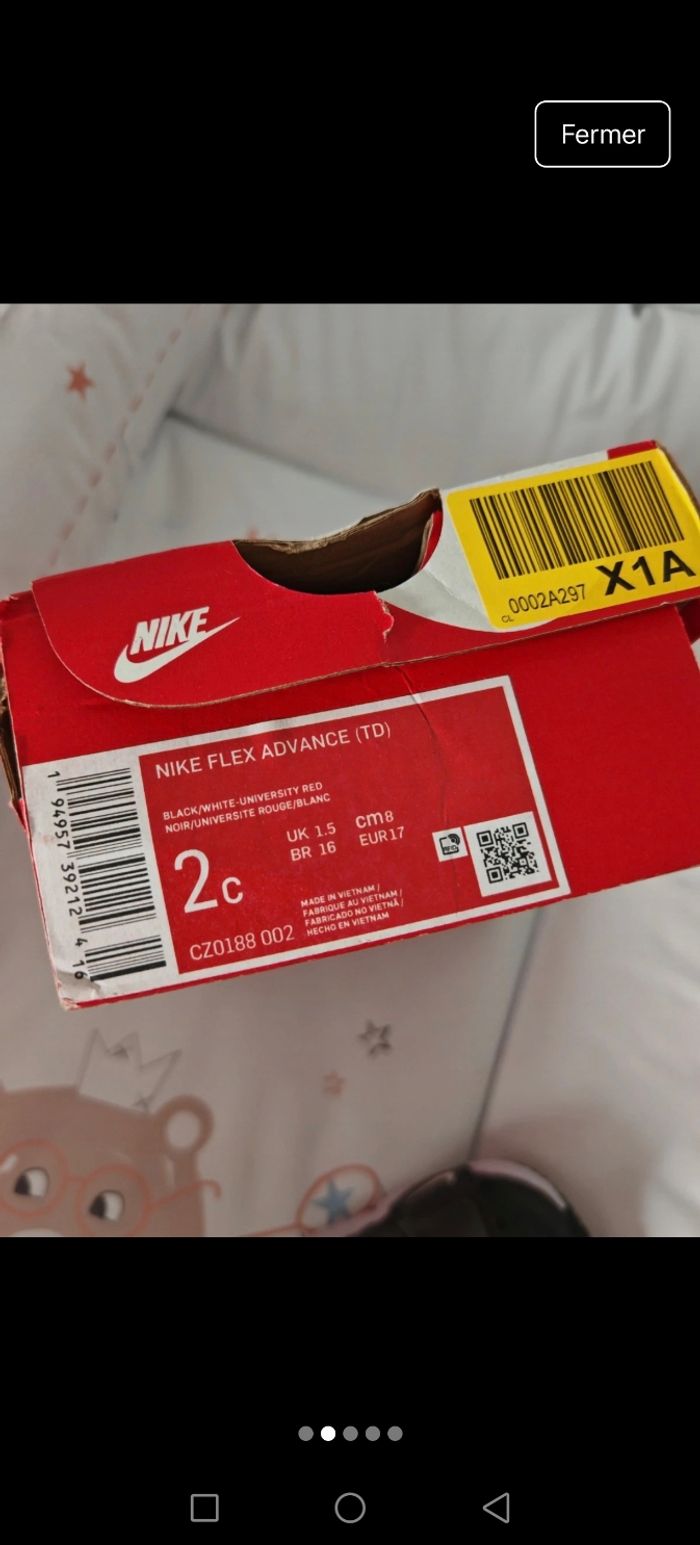 Fermer
X1A
0002A297
CL
NIKE
NIKE FLEX ADVANCE (TD)
BLACK/WHITE-UNIVERSITY RED
NOIR/UNIVERSITE ROUGE/BLANC
2c
UK 1.5 cm8
BR 16 EUR17
RFID
MADE IN VIETNAM /
FABRIQUE AU VIETNAM /
FABRICADO NO VIETNÃ /
HECHO EN VIETNAM
CZ0188 002
1 94957 39212 4 16